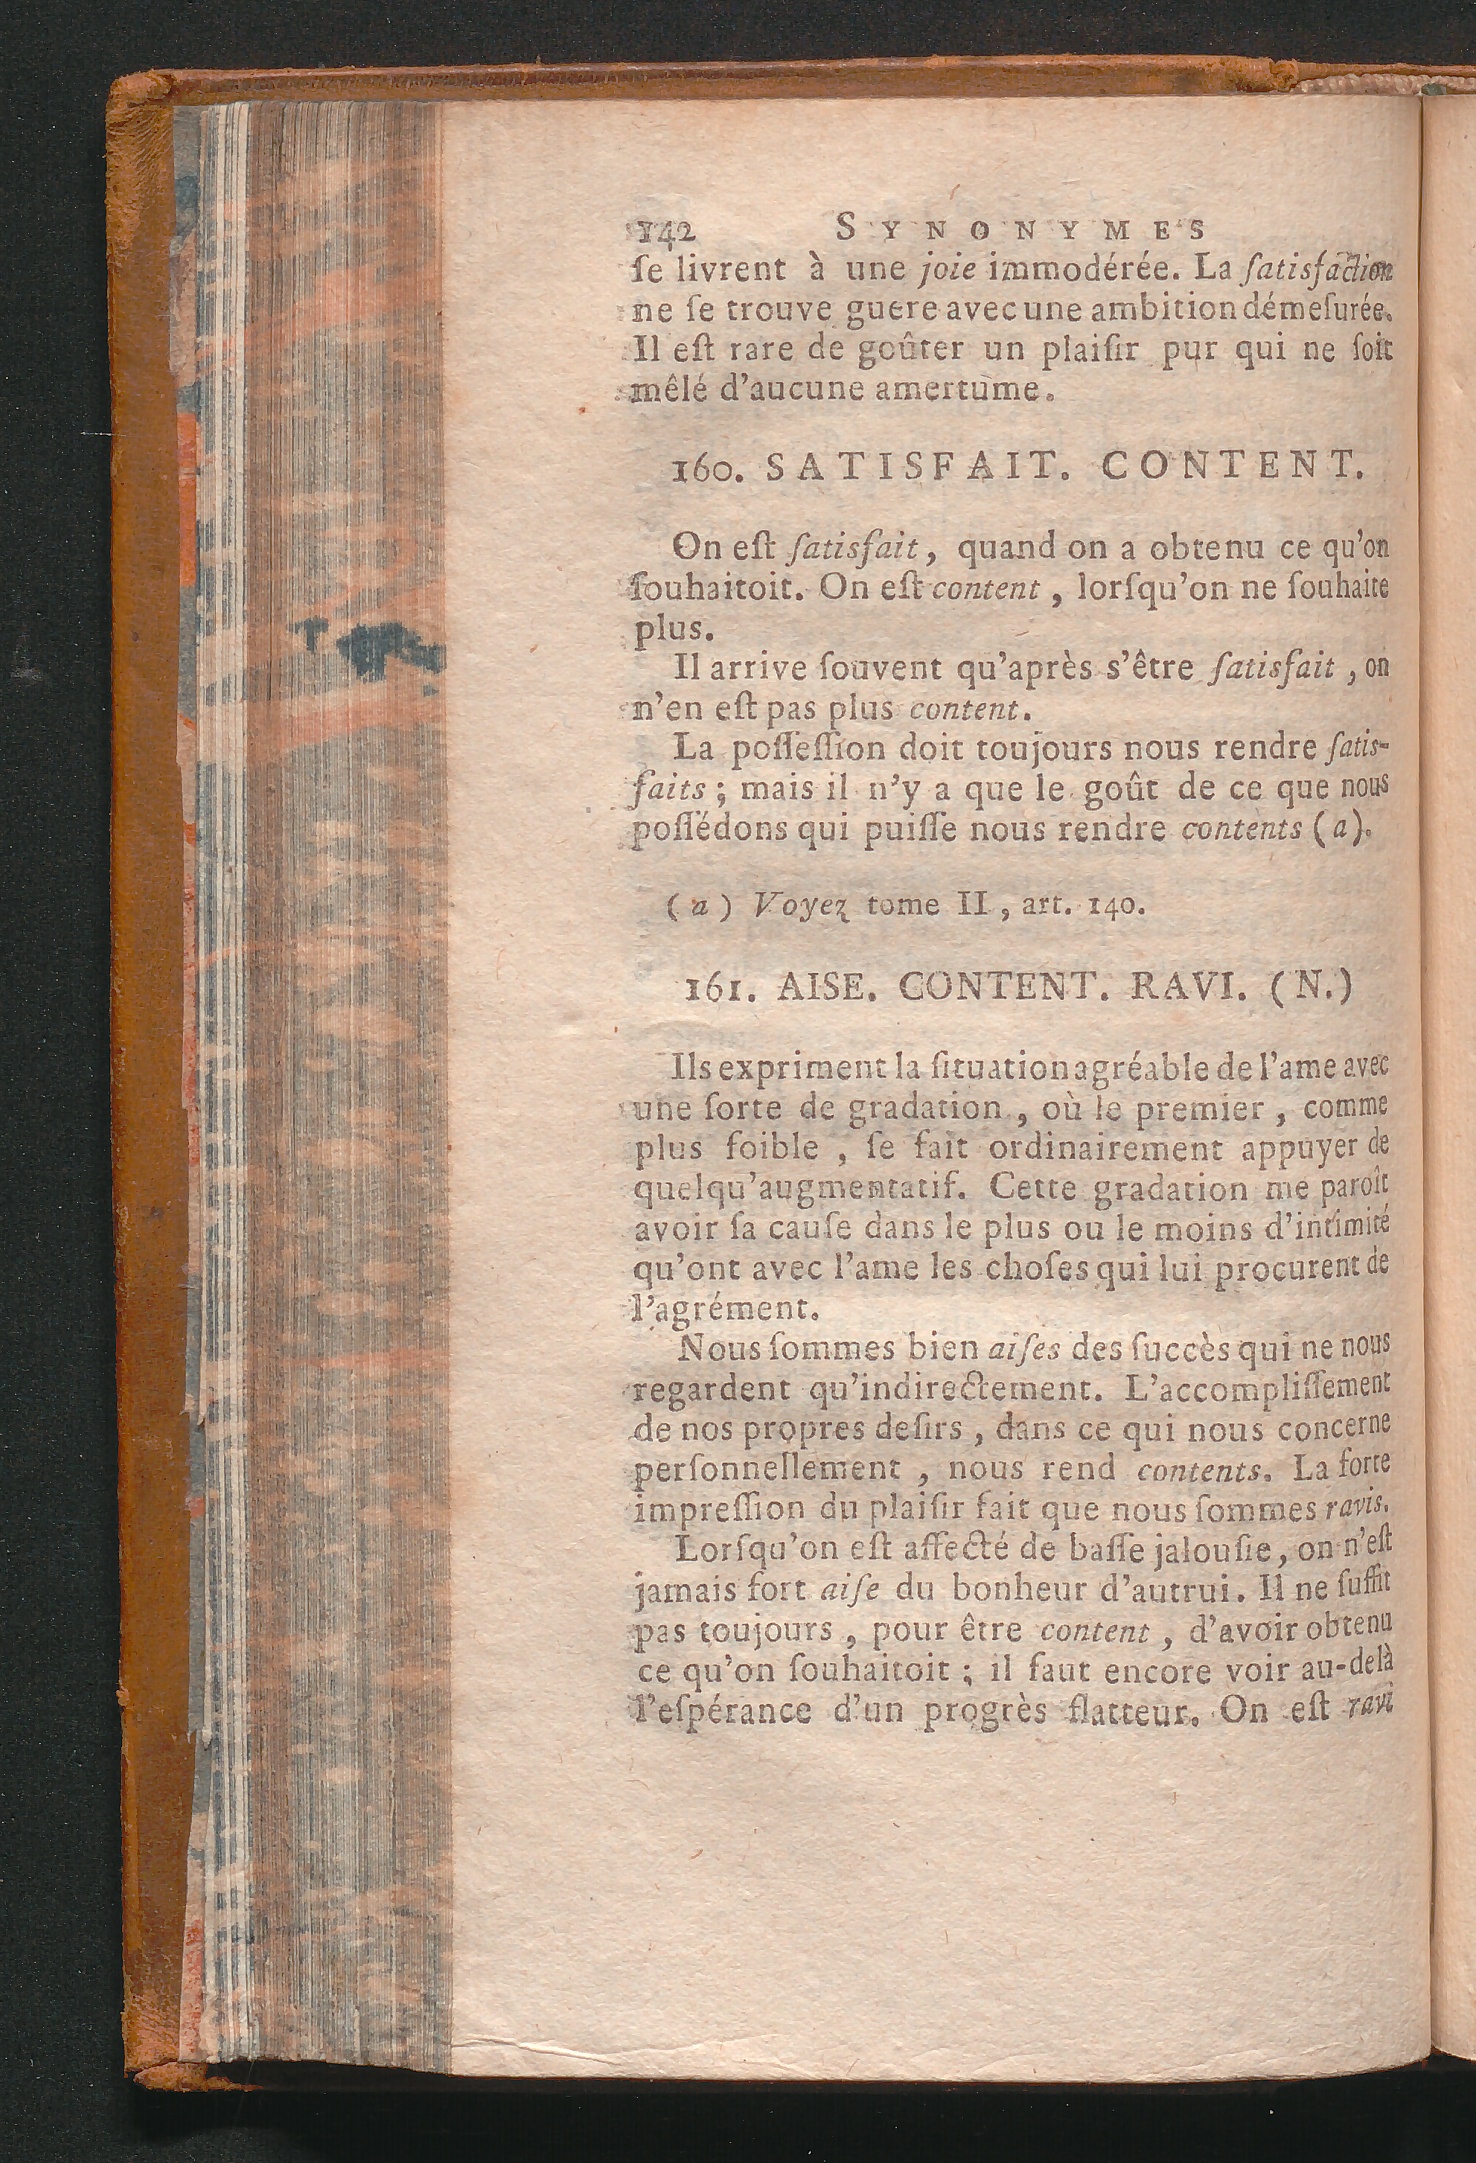 142 SYNONYMES
ſe livrent à une joie immodérée. La ſatisfaction
ne ſe trouve guere avec une ambition démeſurée.
Il eſt rare de goûter un plaiſir pur qui ne ſoit
mêlé d'aucune amertume.
160. SATISFAIT. CONTENT.
On eſt ſatisfait, quand on a obtenu ce qu'on
ſouhaitoit. On eſt content, lorſqu'on ne ſouhaite
plus.
Il arrive ſouvent qu'après s'être ſatisfait, on
n'en eſt pas plus content.
La poſſeſſion doit toujours nous rendre ſatis-
faits ; mais il n'y a que le goût de ce que nous
poſſédons qui puiſſe nous rendre contents (a).
(a) Voyez tome II, art. 140.
161. AISE. CONTENT. RAVI. (N.)
Ils expriment la ſituation agréable de l'ame avec
une ſorte de gradation, où le premier, comme
plus foible, ſe fait ordinairement appuyer de
quelqu'augmentatif. Cette gradation me paroît
avoir ſa cauſe dans le plus ou le moins d'intimité
qu'ont avec l'ame les choſes qui lui procurent de
l'agrément.
Nous ſommes bien aiſes des ſuccès qui ne nous
regardent qu'indirectement. L'accompliſſement
de nos propres deſirs, dans ce qui nous concerne
perſonnellement, nous rend contents. La forte
impreſſion du plaiſir fait que nous ſommes ravis.
Lorſqu'on eſt affecté de baſſe jalouſie, on n'eſt
jamais fort aiſe du bonheur d'autrui. Il ne ſuffit
pas toujours, pour être content, d'avoir obtenu
ce qu'on ſouhaitoit ; il faut encore voir au-delà
l'eſpérance d'un progrès flatteur. On eſt ravi